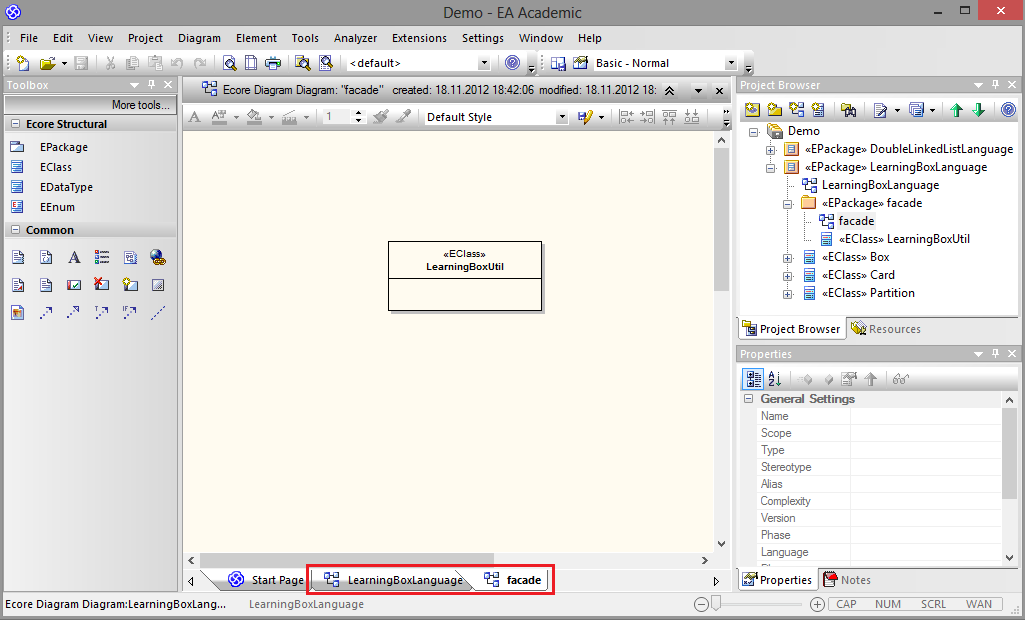 Demo - EA Academic
File Edit View Project Diagram Element Tools Analyzer Extensions Settings Window Help
<default> Basic - Normal
Toolbox
More tools...
Ecore Structural
EPackage
EClass
EDataType
EEnum
Common
Ecore Diagram Diagram: "facade" created: 18.11.2012 18:42:06 modified: 18.11.2012 18:
1 Default Style
«EClass»
LearningBoxUtil
Start Page LearningBoxLanguage facade
Project Browser
Demo
«EPackage» DoubleLinkedListLanguage
«EPackage» LearningBoxLanguage
LearningBoxLanguage
«EPackage» facade
facade
«EClass» LearningBoxUtil
«EClass» Box
«EClass» Card
«EClass» Partition
Project Browser Resources
Properties
General Settings
Name
Scope
Type
Stereotype
Alias
Complexity
Version
Phase
Language
Properties Notes
Ecore Diagram Diagram:LearningBoxLang... LearningBoxLanguage CAP NUM SCRL WAN